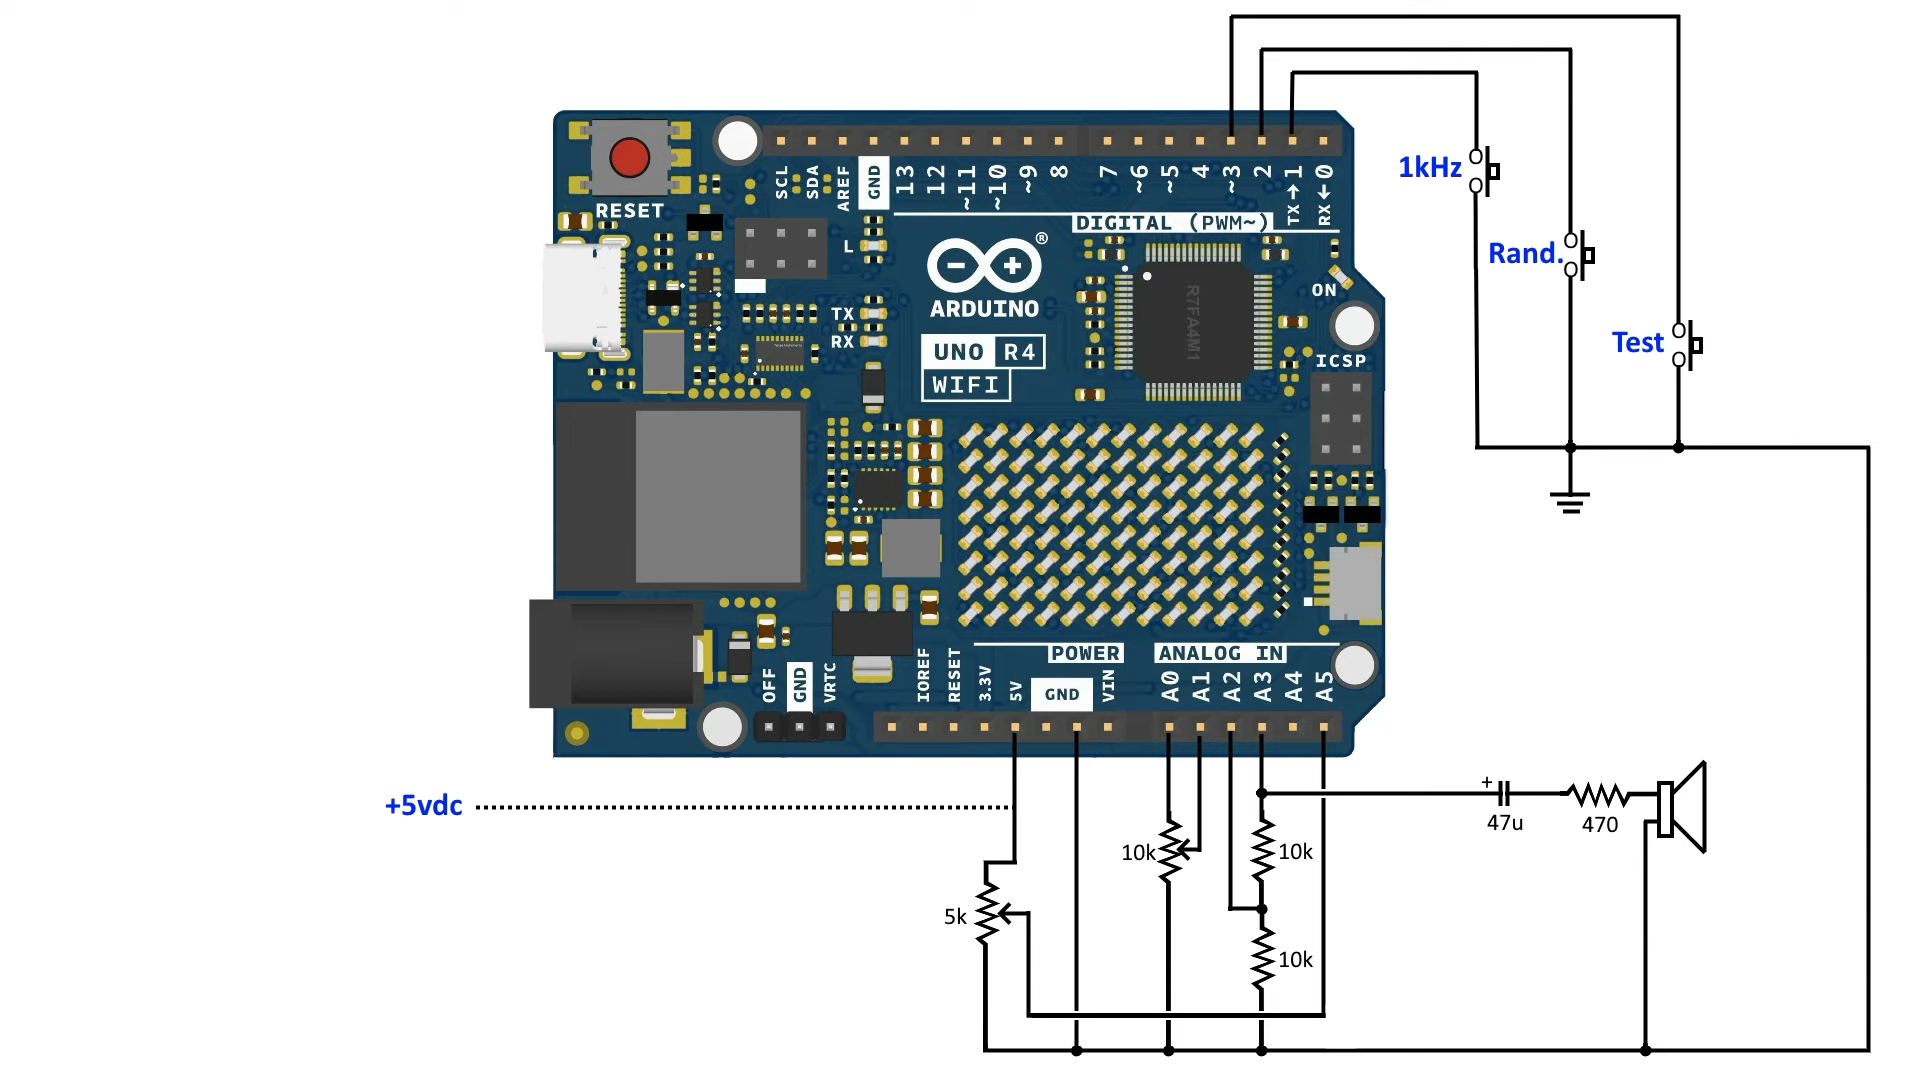 RESET
SCL
SDA
AREF
GND
13
12
~11
~10
~9
8
7
~6
~5
4
~3
2
TX→1
RX←0
DIGITAL (PWM~)
L
TX
RX
®
ARDUINO
UNO R4
WIFI
R7FA4M1
ON
ICSP
1kHz
Rand.
Test
OFF
GND
VRTC
IOREF
RESET
3.3V
5V
GND
VIN
POWER
ANALOG IN
A0
A1
A2
A3
A4
A5
+5vdc
5k
10k
10k
10k
+
47u
470